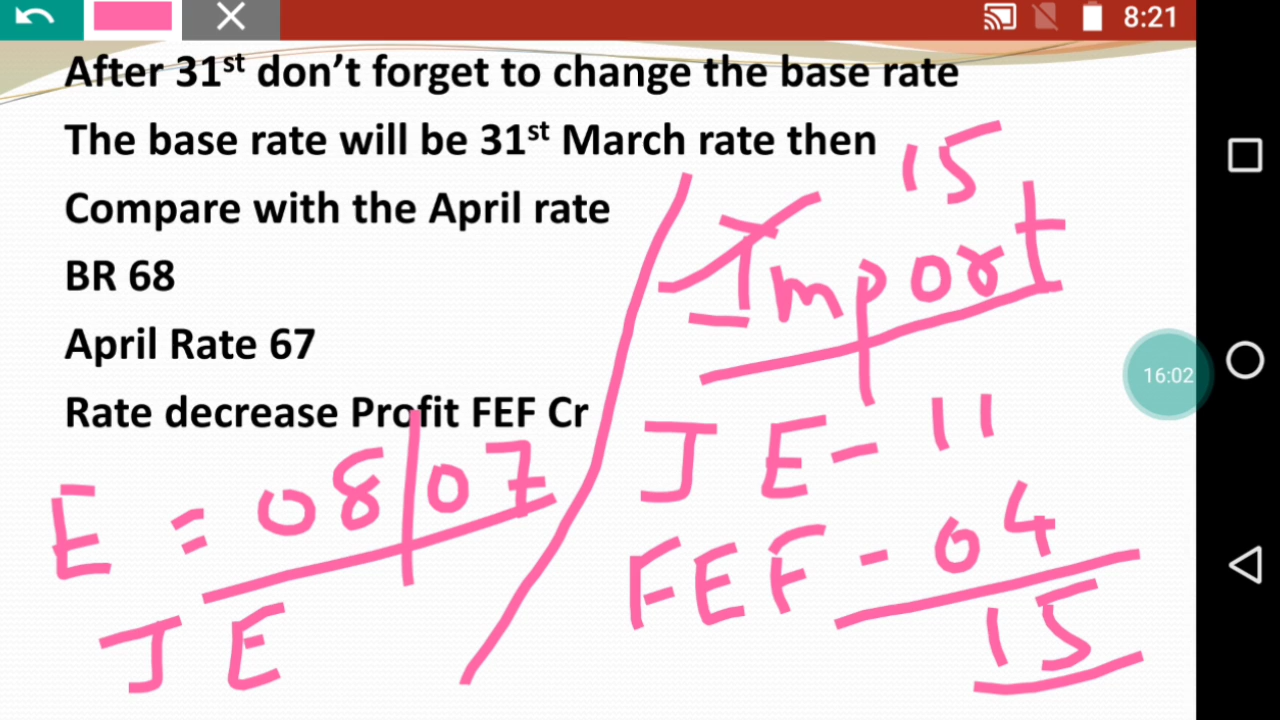 8:21
After 31st don't forget to change the base rate
The base rate will be 31st March rate then
Compare with the April rate
BR 68
April Rate 67
Rate decrease Profit FEF Cr
E = 08/07
JE
15
Import
JE - 11
FEF - 04
15
16:02